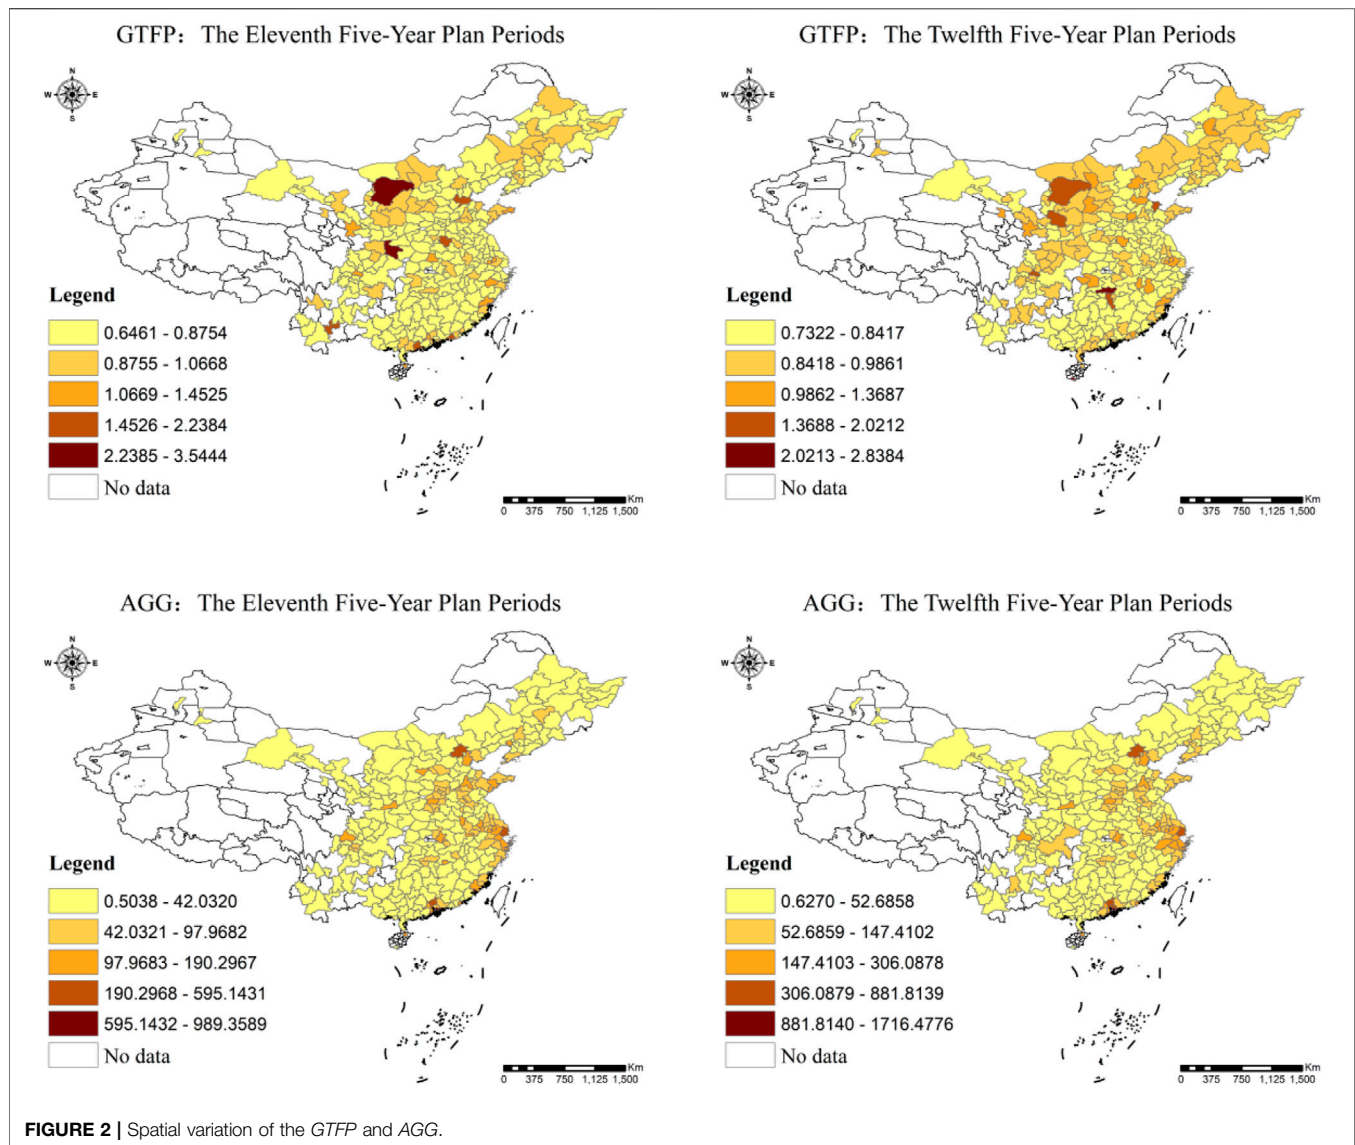 GTFP： The Eleventh Five-Year Plan Periods
N
W E
S
Legend
0.6461 - 0.8754
0.8755 - 1.0668
1.0669 - 1.4525
1.4526 - 2.2384
2.2385 - 3.5444
No data
Km
0 375 750 1,125 1,500
GTFP： The Twelfth Five-Year Plan Periods
N
W E
S
Legend
0.7322 - 0.8417
0.8418 - 0.9861
0.9862 - 1.3687
1.3688 - 2.0212
2.0213 - 2.8384
No data
Km
0 375 750 1,125 1,500
AGG： The Eleventh Five-Year Plan Periods
N
W E
S
Legend
0.5038 - 42.0320
42.0321 - 97.9682
97.9683 - 190.2967
190.2968 - 595.1431
595.1432 - 989.3589
No data
Km
0 375 750 1,125 1,500
AGG： The Twelfth Five-Year Plan Periods
N
W E
S
Legend
0.6270 - 52.6858
52.6859 - 147.4102
147.4103 - 306.0878
306.0879 - 881.8139
881.8140 - 1716.4776
No data
Km
0 375 750 1,125 1,500
FIGURE 2 | Spatial variation of the GTFP and AGG.